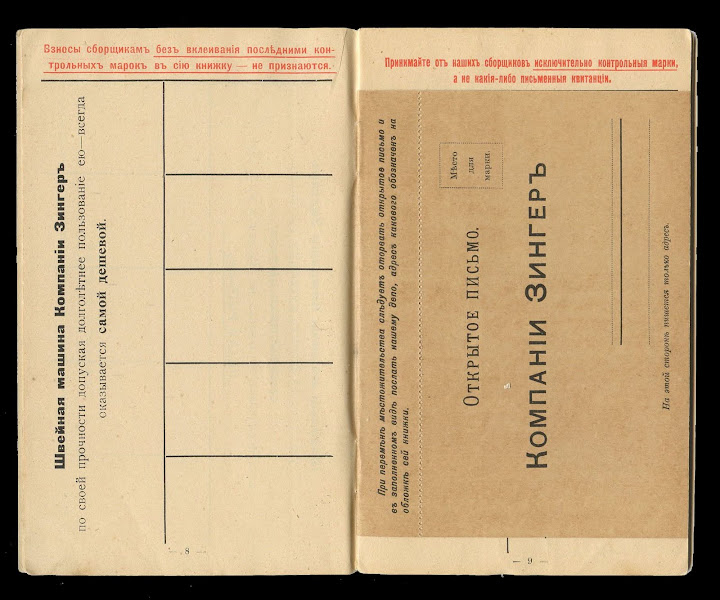 Взносы сборщикамъ безъ вклеиванія послѣдними кон-
трольныхъ марокъ въ сію книжку — не признаются.
Швейная машина Компаніи Зингеръ
по своей прочности допуская долголѣтнее пользованіе ею—всегда
оказывается самой дешевой.
— 8 —
Принимайте отъ нашихъ сборщиковъ исключительно контрольныя марки,
а не какія-либо письменныя квитанціи.
При перемѣнѣ мѣстожительства слѣдуетъ оторвать открытое письмо и
въ заполненномъ видѣ послать нашему депо, адресъ какового обозначенъ на
обложкѣ сей книжки.
Мѣсто
для
марки.
Открытое письмо.
Компаніи Зингеръ
На этой сторонѣ пишется только адресъ.
— 9 —